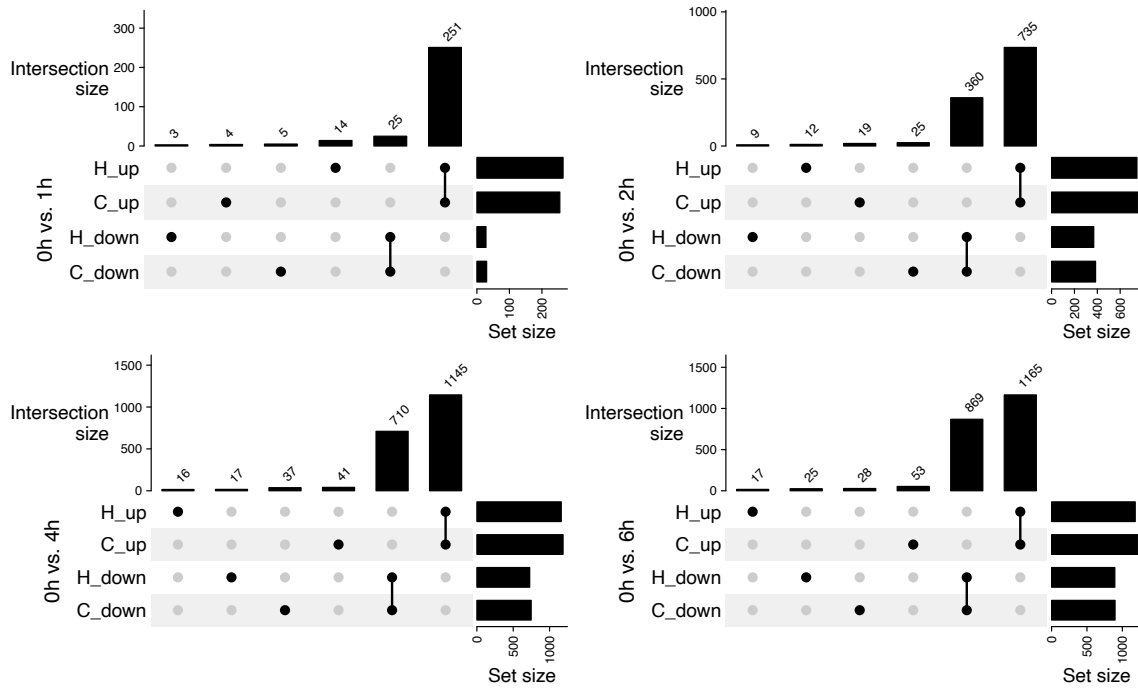 300
200
100
0
Intersection
size
3
4
5
14
25
251
0h vs. 1h
H_up
C_up
H_down
C_down
0
100
200
Set size
1000
500
0
Intersection
size
9
12
19
25
360
735
0h vs. 2h
H_up
C_up
H_down
C_down
0
200
400
600
Set size
1500
1000
500
0
Intersection
size
16
17
37
41
710
1145
0h vs. 4h
H_up
C_up
H_down
C_down
0
500
1000
Set size
1500
1000
500
0
Intersection
size
17
25
28
53
869
1165
0h vs. 6h
H_up
C_up
H_down
C_down
0
500
1000
Set size